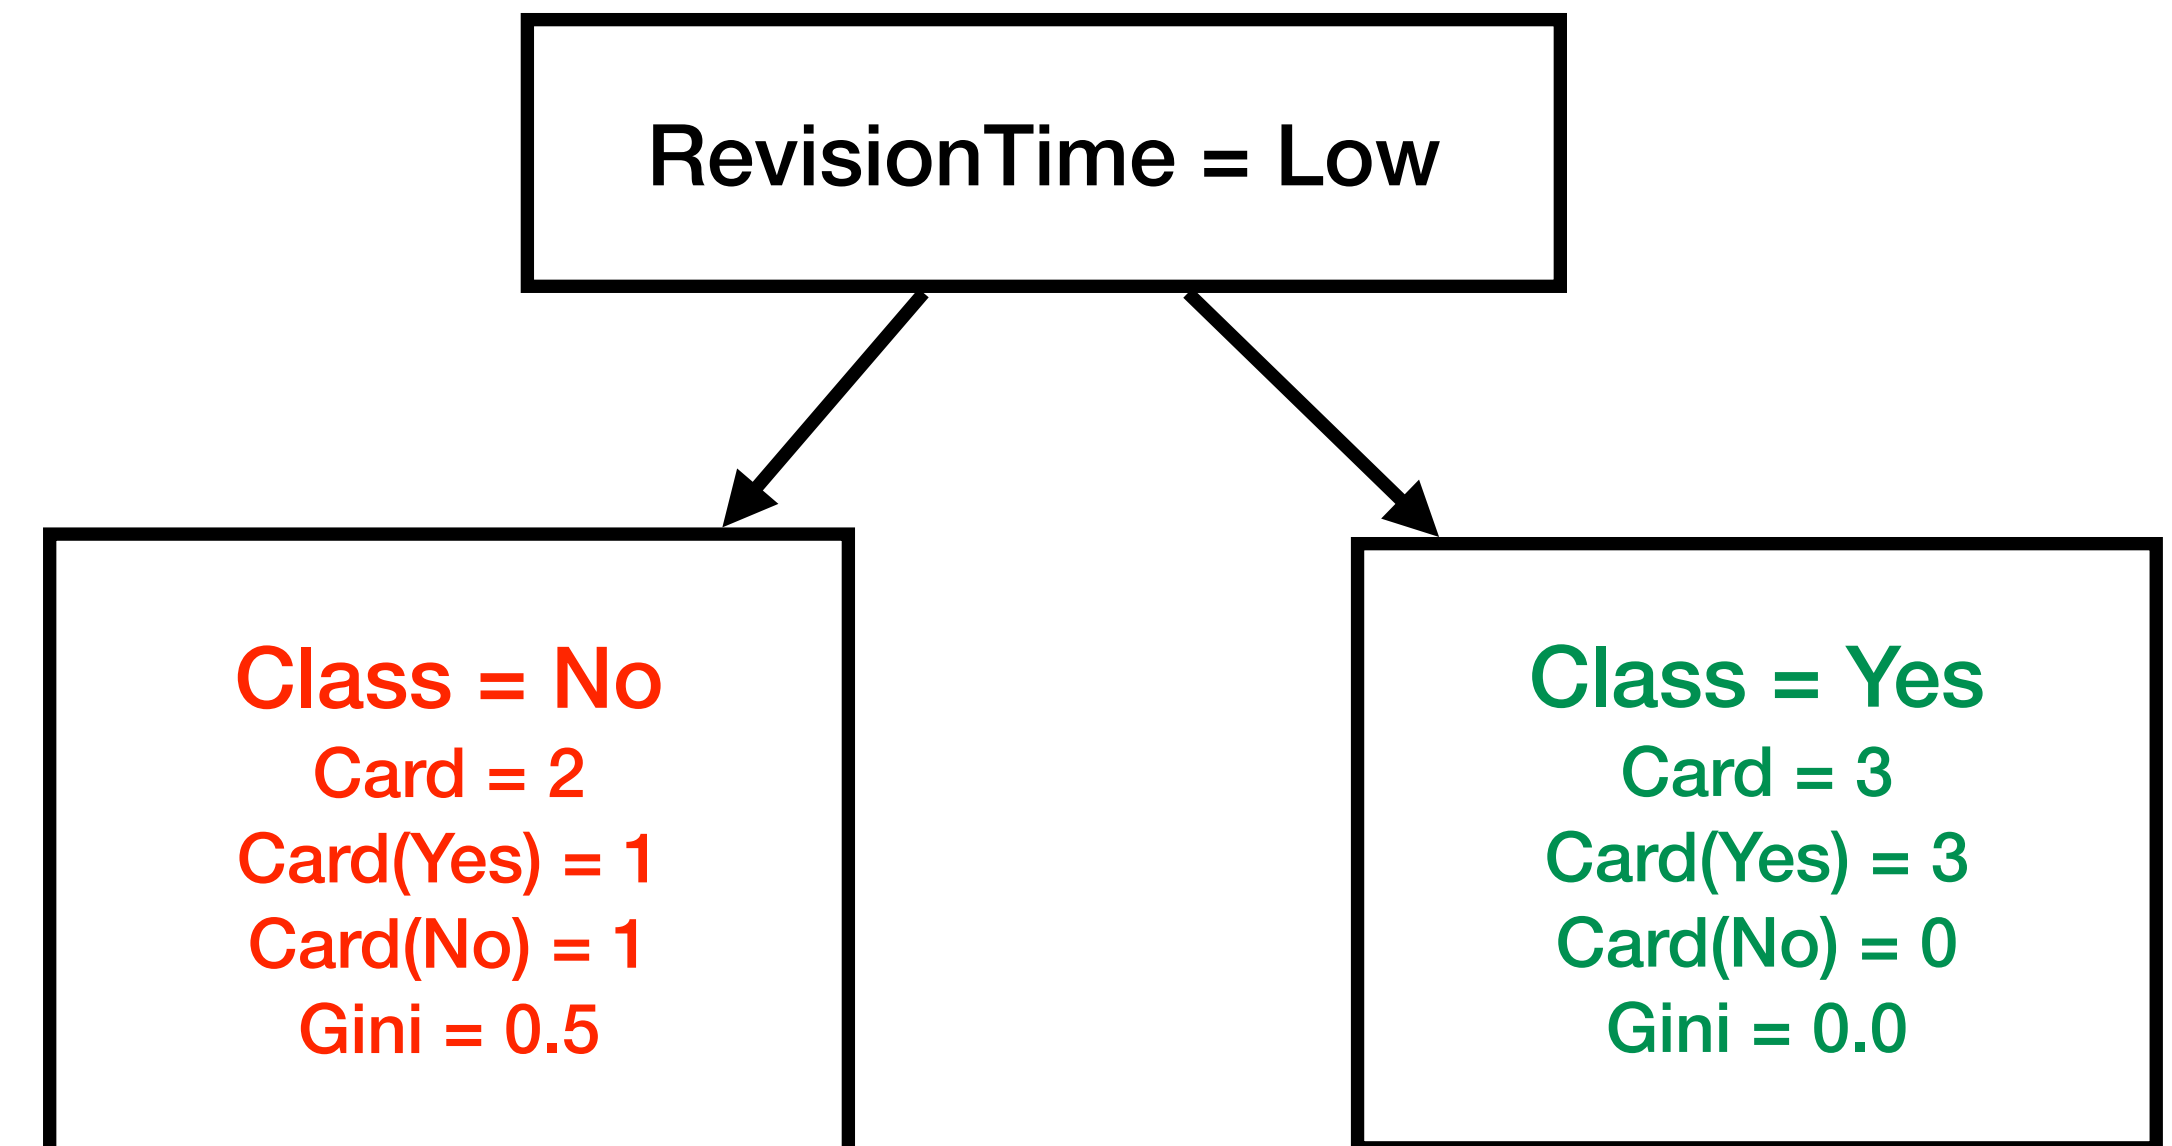 RevisionTime = Low
Class = No
Card = 2
Card(Yes) = 1
Card(No) = 1
Gini = 0.5
Class = Yes
Card = 3
Card(Yes) = 3
Card(No) = 0
Gini = 0.0